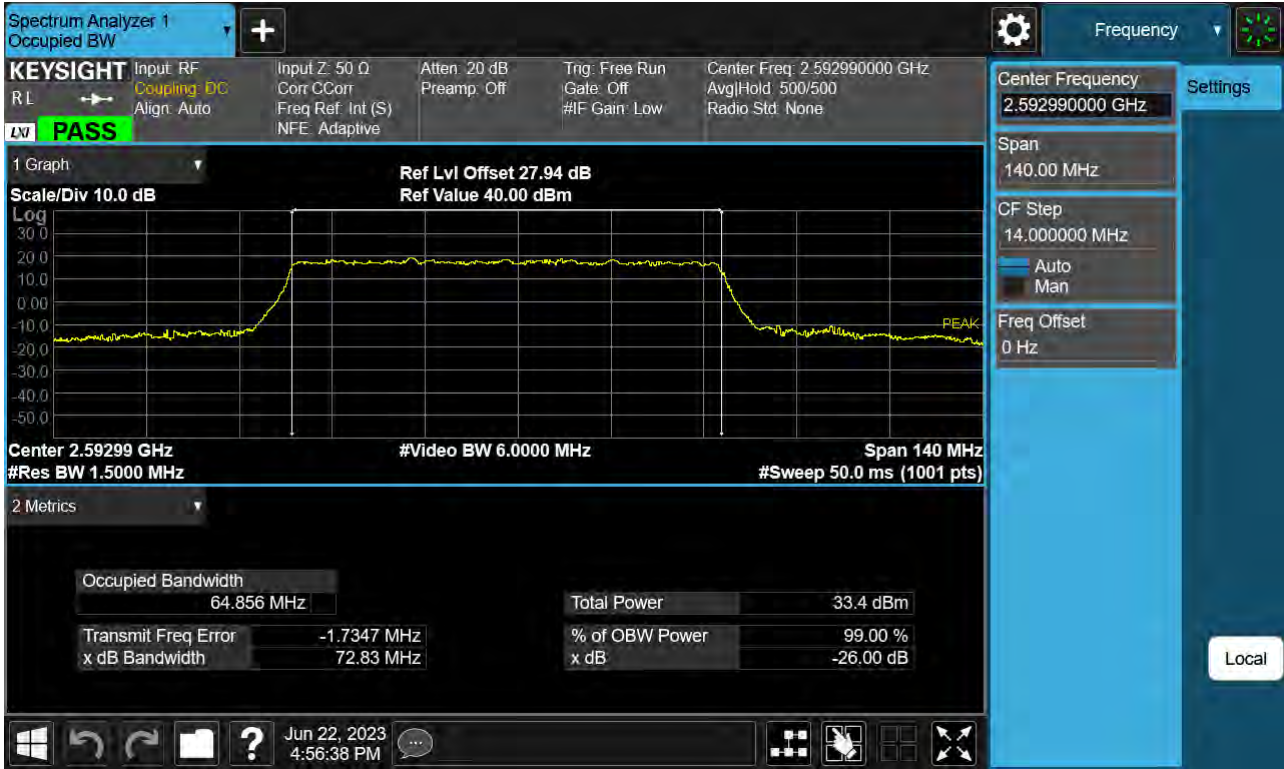 Spectrum Analyzer 1
Occupied BW
Frequency
KEYSIGHT
R L
LXI PASS
Input: RF
Coupling: DC
Align: Auto
Input Z: 50 Ω
Corr CCorr
Freq Ref: Int (S)
NFE: Adaptive
Atten: 20 dB
Preamp: Off
Trig: Free Run
Gate: Off
#IF Gain: Low
Center Freq: 2.592990000 GHz
Avg|Hold: 500/500
Radio Std: None
Center Frequency
2.592990000 GHz
Settings
Span
140.00 MHz
CF Step
14.000000 MHz
Auto
Man
Freq Offset
0 Hz
Local
1 Graph
Scale/Div 10.0 dB
Ref Lvl Offset 27.94 dB
Ref Value 40.00 dBm
Log
30.0
20.0
10.0
0.00
-10.0
-20.0
-30.0
-40.0
-50.0
PEAK
Center 2.59299 GHz
#Video BW 6.0000 MHz
Span 140 MHz
#Res BW 1.5000 MHz
#Sweep 50.0 ms (1001 pts)
2 Metrics
Occupied Bandwidth
64.856 MHz
Total Power 33.4 dBm
Transmit Freq Error -1.7347 MHz
% of OBW Power 99.00 %
x dB Bandwidth 72.83 MHz
x dB -26.00 dB
Jun 22, 2023
4:56:38 PM